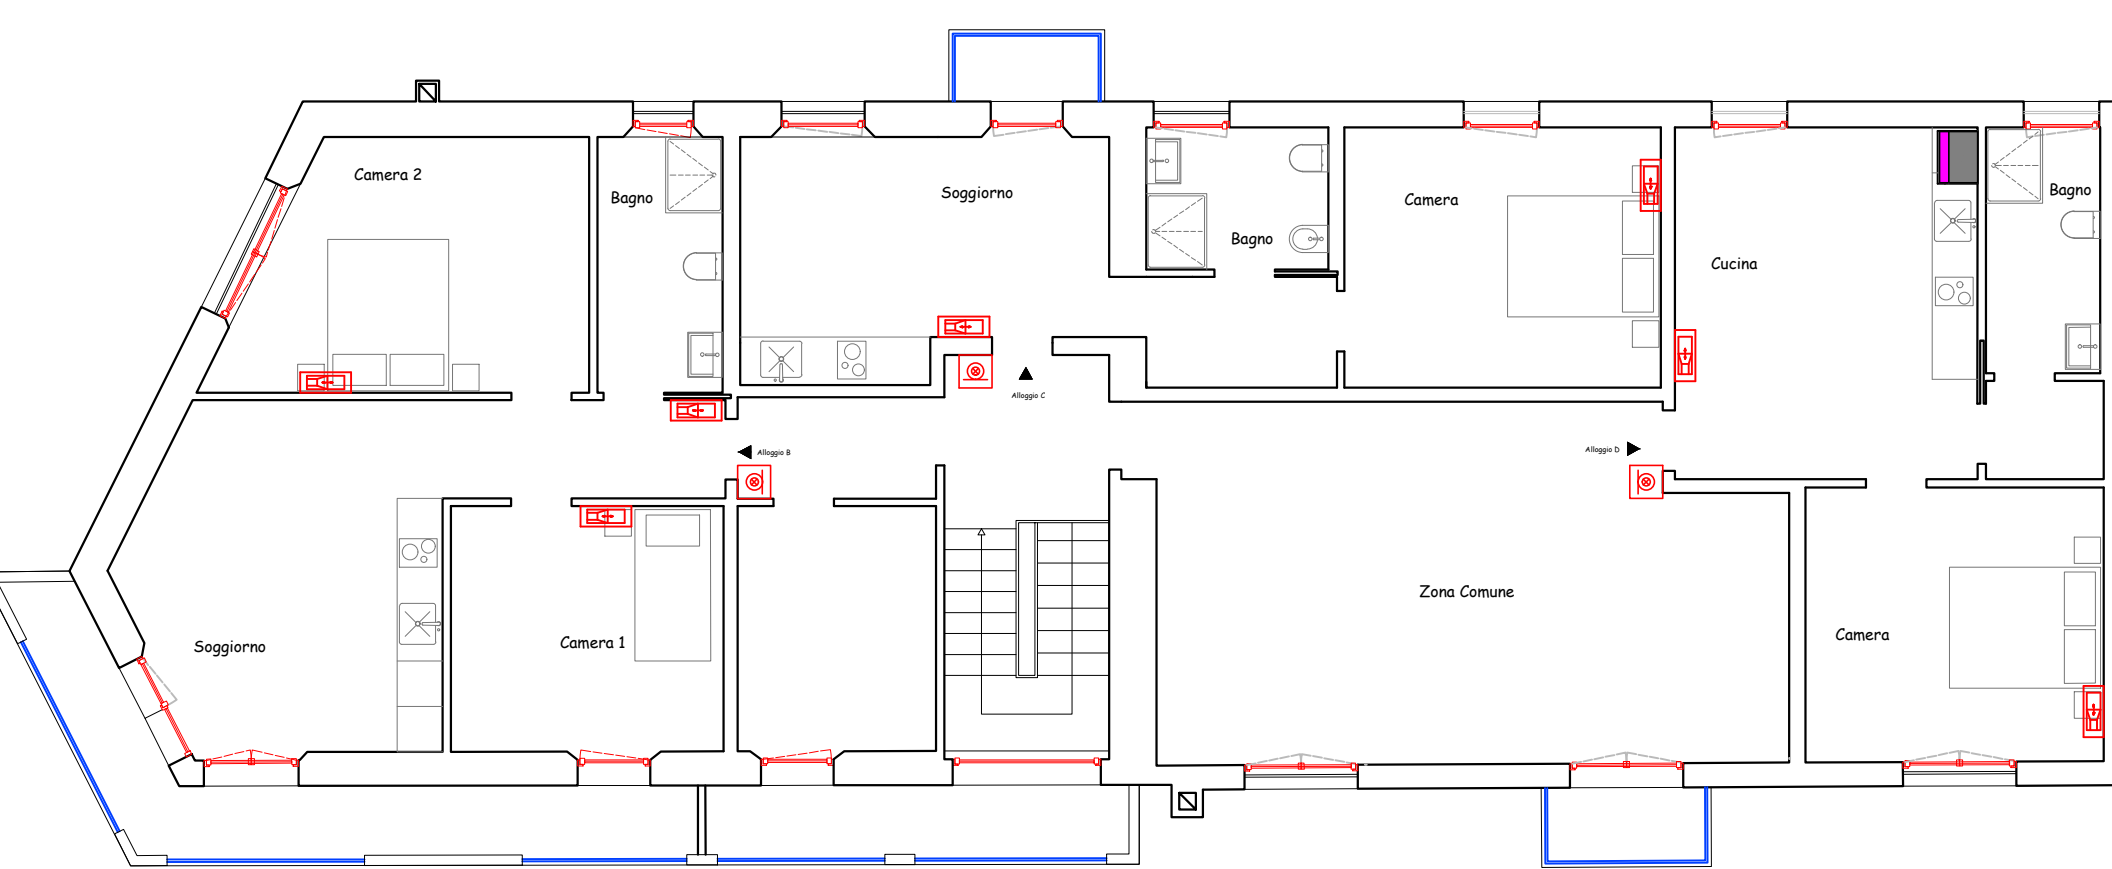 Camera 2
Bagno
Soggiorno
Bagno
Camera
Cucina
Bagno
Alloggio C
Alloggio B
Alloggio D
Soggiorno
Camera 1
Zona Comune
Camera